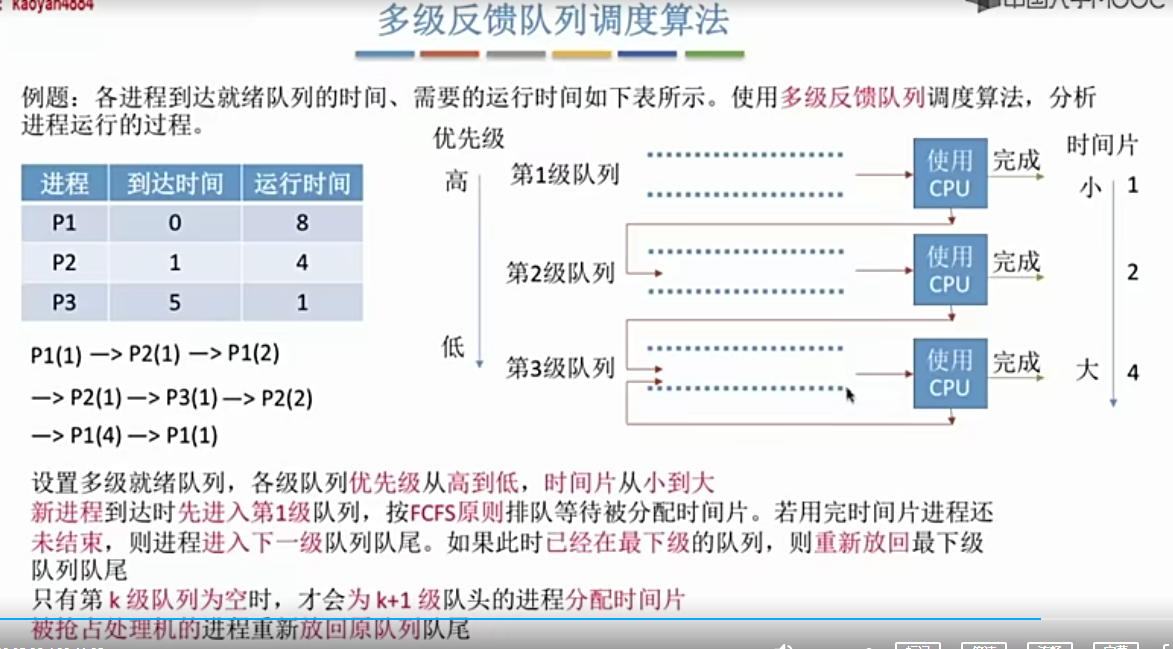 : kaoyan4884
中国大学MOOC
多级反馈队列调度算法
例题：各进程到达就绪队列的时间、需要的运行时间如下表所示。使用多级反馈队列调度算法，分析
进程运行的过程。
进程 到达时间 运行时间
P1 0 8
P2 1 4
P3 5 1
优先级
高
低
第1级队列
使用
CPU
完成
第2级队列
使用
CPU
完成
第3级队列
使用
CPU
完成
时间片
小 1
2
大 4
P1(1) —> P2(1) —> P1(2)
—> P2(1) —> P3(1) —> P2(2)
—> P1(4) —> P1(1)
设置多级就绪队列，各级队列优先级从高到低，时间片从小到大
新进程到达时先进入第1级队列，按FCFS原则排队等待被分配时间片。若用完时间片进程还
未结束，则进程进入下一级队列队尾。如果此时已经在最下级的队列，则重新放回最下级
队列队尾
只有第 k 级队列为空时，才会为 k+1 级队头的进程分配时间片
被抢占处理机的进程重新放回原队列队尾